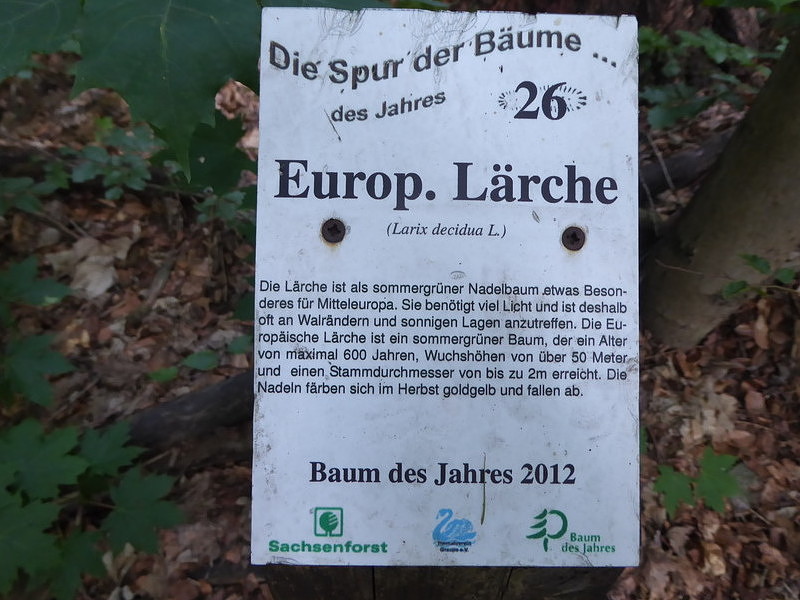 Die Spur der Bäume ...
des Jahres
26
Europ. Lärche
(Larix decidua L.)
Die Lärche ist als sommergrüner Nadelbaum etwas Beson-
deres für Mitteleuropa. Sie benötigt viel Licht und ist deshalb
oft an Walrändern und sonnigen Lagen anzutreffen. Die Eu-
ropäische Lärche ist ein sommergrüner Baum, der ein Alter
von maximal 600 Jahren, Wuchshöhen von über 50 Meter
und einen Stammdurchmesser von bis zu 2m erreicht. Die
Nadeln färben sich im Herbst goldgelb und fallen ab.
Baum des Jahres 2012
Sachsenforst
Graupa e.V.
Baum
des Jahres